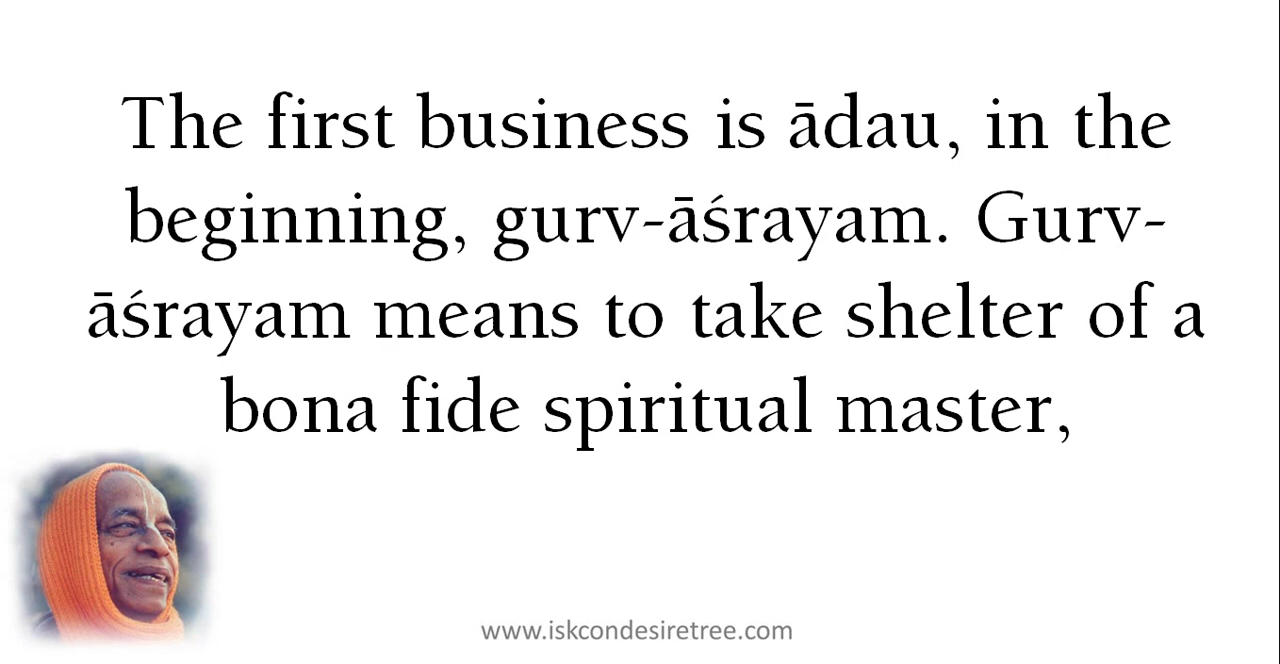 The first business is ādau, in the
beginning, gurv-āśrayam. Gurv-
āśrayam means to take shelter of a
bona fide spiritual master,
www.iskcondesiretree.com